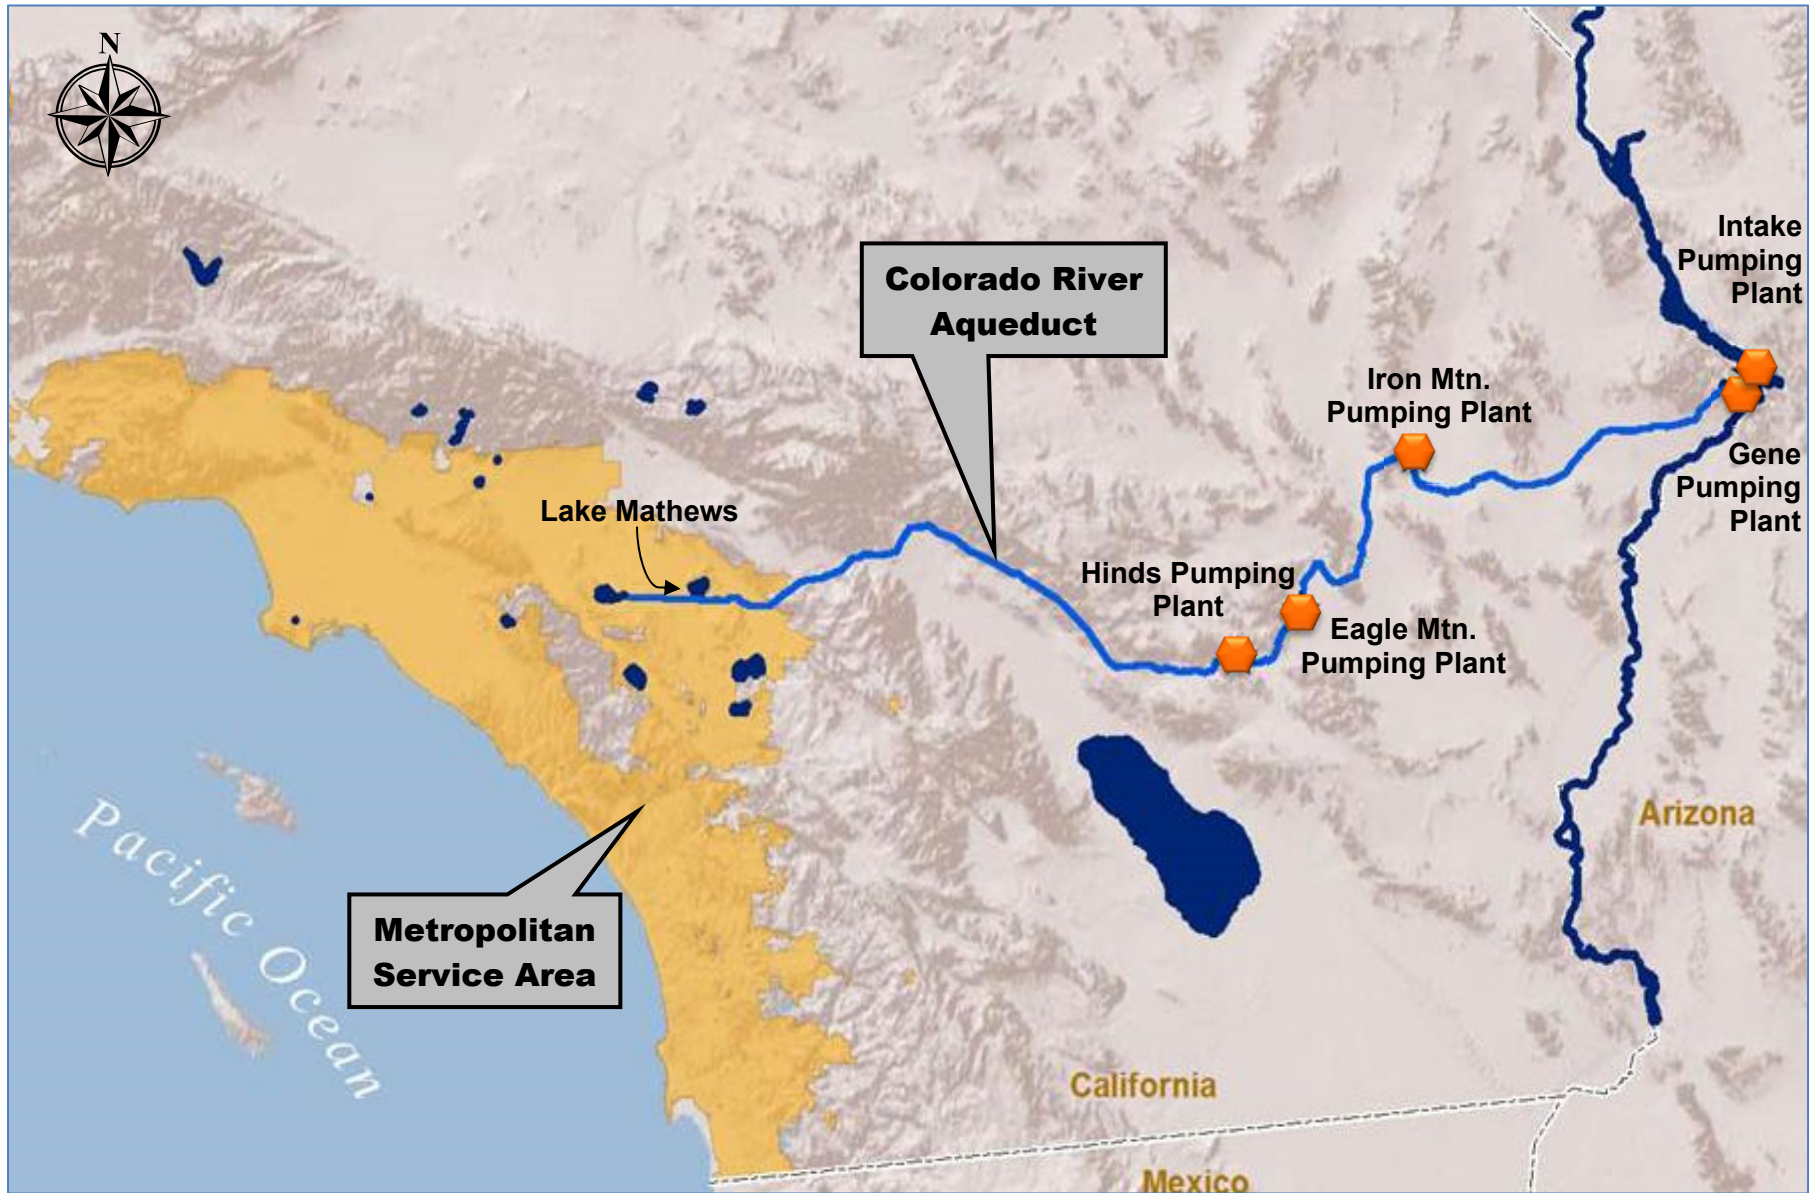 N
Intake
Pumping
Plant
Colorado River
Aqueduct
Iron Mtn.
Pumping Plant
Gene
Pumping
Plant
Lake Mathews
Hinds Pumping
Plant
Eagle Mtn.
Pumping Plant
Arizona
Pacific Ocean
Metropolitan
Service Area
California
Mexico